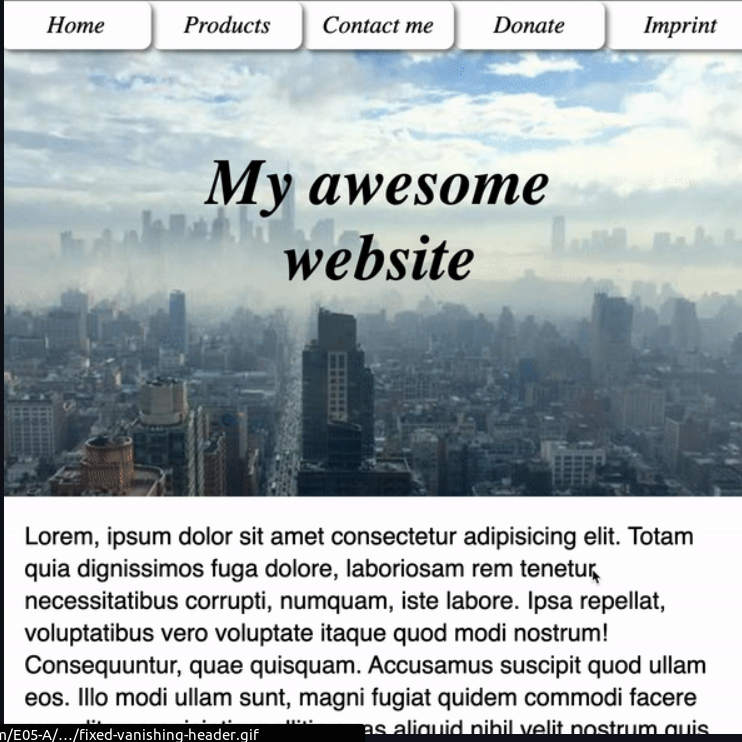 Home Products Contact me Donate Imprint
My awesome
website
Lorem, ipsum dolor sit amet consectetur adipisicing elit. Totam
quia dignissimos fuga dolore, laboriosam rem tenetur,
necessitatibus corrupti, numquam, iste labore. Ipsa repellat,
voluptatibus vero voluptate itaque quod modi nostrum!
Consequuntur, quae quisquam. Accusamus suscipit quod ullam
eos. Illo modi ullam sunt, magni fugiat quidem commodi facere
aliquid nihil velit nostrum quis
n/E05-A/…/fixed-vanishing-header.gif